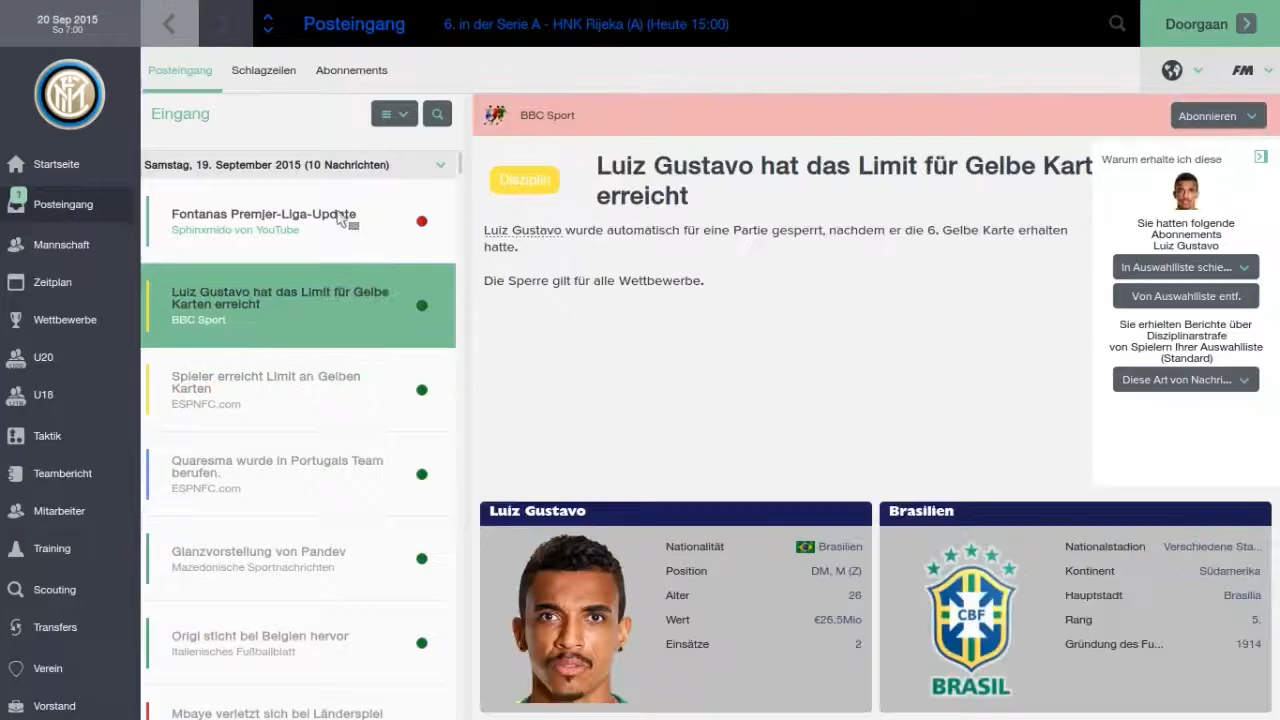 20 Sep 2015
So 7:00
Posteingang
6. in der Serie A - HNK Rijeka (A) (Heute 15:00)
Doorgaan
Posteingang
Schlagzeilen
Abonnements
FM
Startseite
1
Posteingang
Mannschaft
Zeitplan
Wettbewerbe
U20
U18
Taktik
Teambericht
Mitarbeiter
Training
Scouting
Transfers
Verein
Vorstand
Eingang
Samstag, 19. September 2015 (10 Nachrichten)
Fontanas Premjer-Liga-Update
Sphinxmido von YouTube
Luiz Gustavo hat das Limit für Gelbe
Karten erreicht
BBC Sport
Spieler erreicht Limit an Gelben
Karten
ESPNFC.com
Quaresma wurde in Portugals Team
berufen.
ESPNFC.com
Glanzvorstellung von Pandev
Mazedonische Sportnachrichten
Origi sticht bei Belgien hervor
Italienisches Fußballblatt
Mbaye verletzt sich bei Länderspiel
BBC Sport
Abonnieren
Disziplin
Luiz Gustavo hat das Limit für Gelbe Kart
erreicht
Luiz Gustavo wurde automatisch für eine Partie gesperrt, nachdem er die 6. Gelbe Karte erhalten
hatte.
Die Sperre gilt für alle Wettbewerbe.
Warum erhalte ich diese
Sie hatten folgende
Abonnements
Luiz Gustavo
In Auswahlliste schie...
Von Auswahlliste entf.
Sie erhielten Berichte über
Disziplinarstrafe
von Spielern Ihrer Auswahlliste
(Standard)
Diese Art von Nachri...
Luiz Gustavo
Nationalität Brasilien
Position DM, M (Z)
Alter 26
Wert €26.5Mio
Einsätze 2
Brasilien
CBF
BRASIL
Nationalstadion Verschiedene Sta...
Kontinent Südamerika
Hauptstadt Brasilia
Rang 5.
Gründung des Fu... 1914